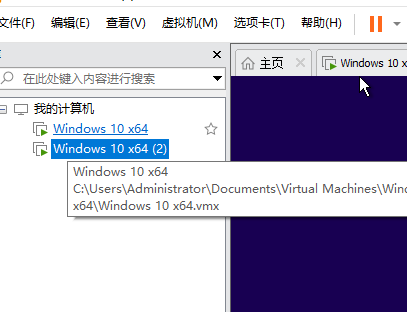 文件(F) 编辑(E) 查看(V) 虚拟机(M) 选项卡(T) 帮助(H)
在此处键入内容进行搜索
主页
Windows 10 x
我的计算机
Windows 10 x64
Windows 10 x64 (2)
Windows 10 x64
C:\Users\Administrator\Documents\Virtual Machines\Wind
x64\Windows 10 x64.vmx